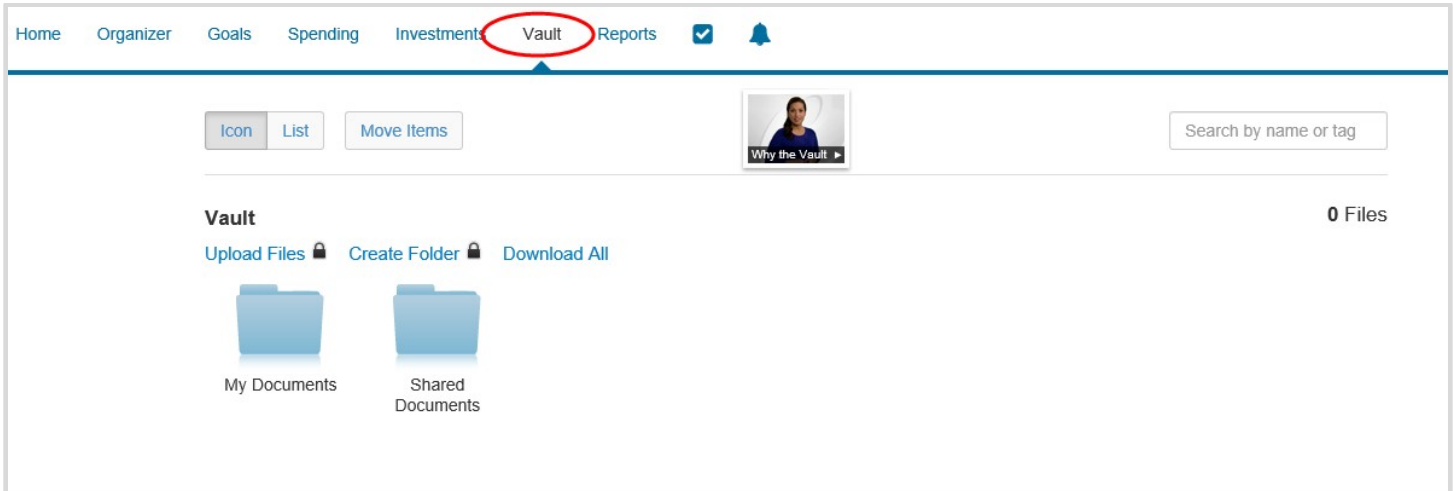 Home Organizer Goals Spending Investments Vault Reports
Icon List Move Items
Why the Vault
Search by name or tag
Vault
0 Files
Upload Files Create Folder Download All
My Documents
Shared
Documents